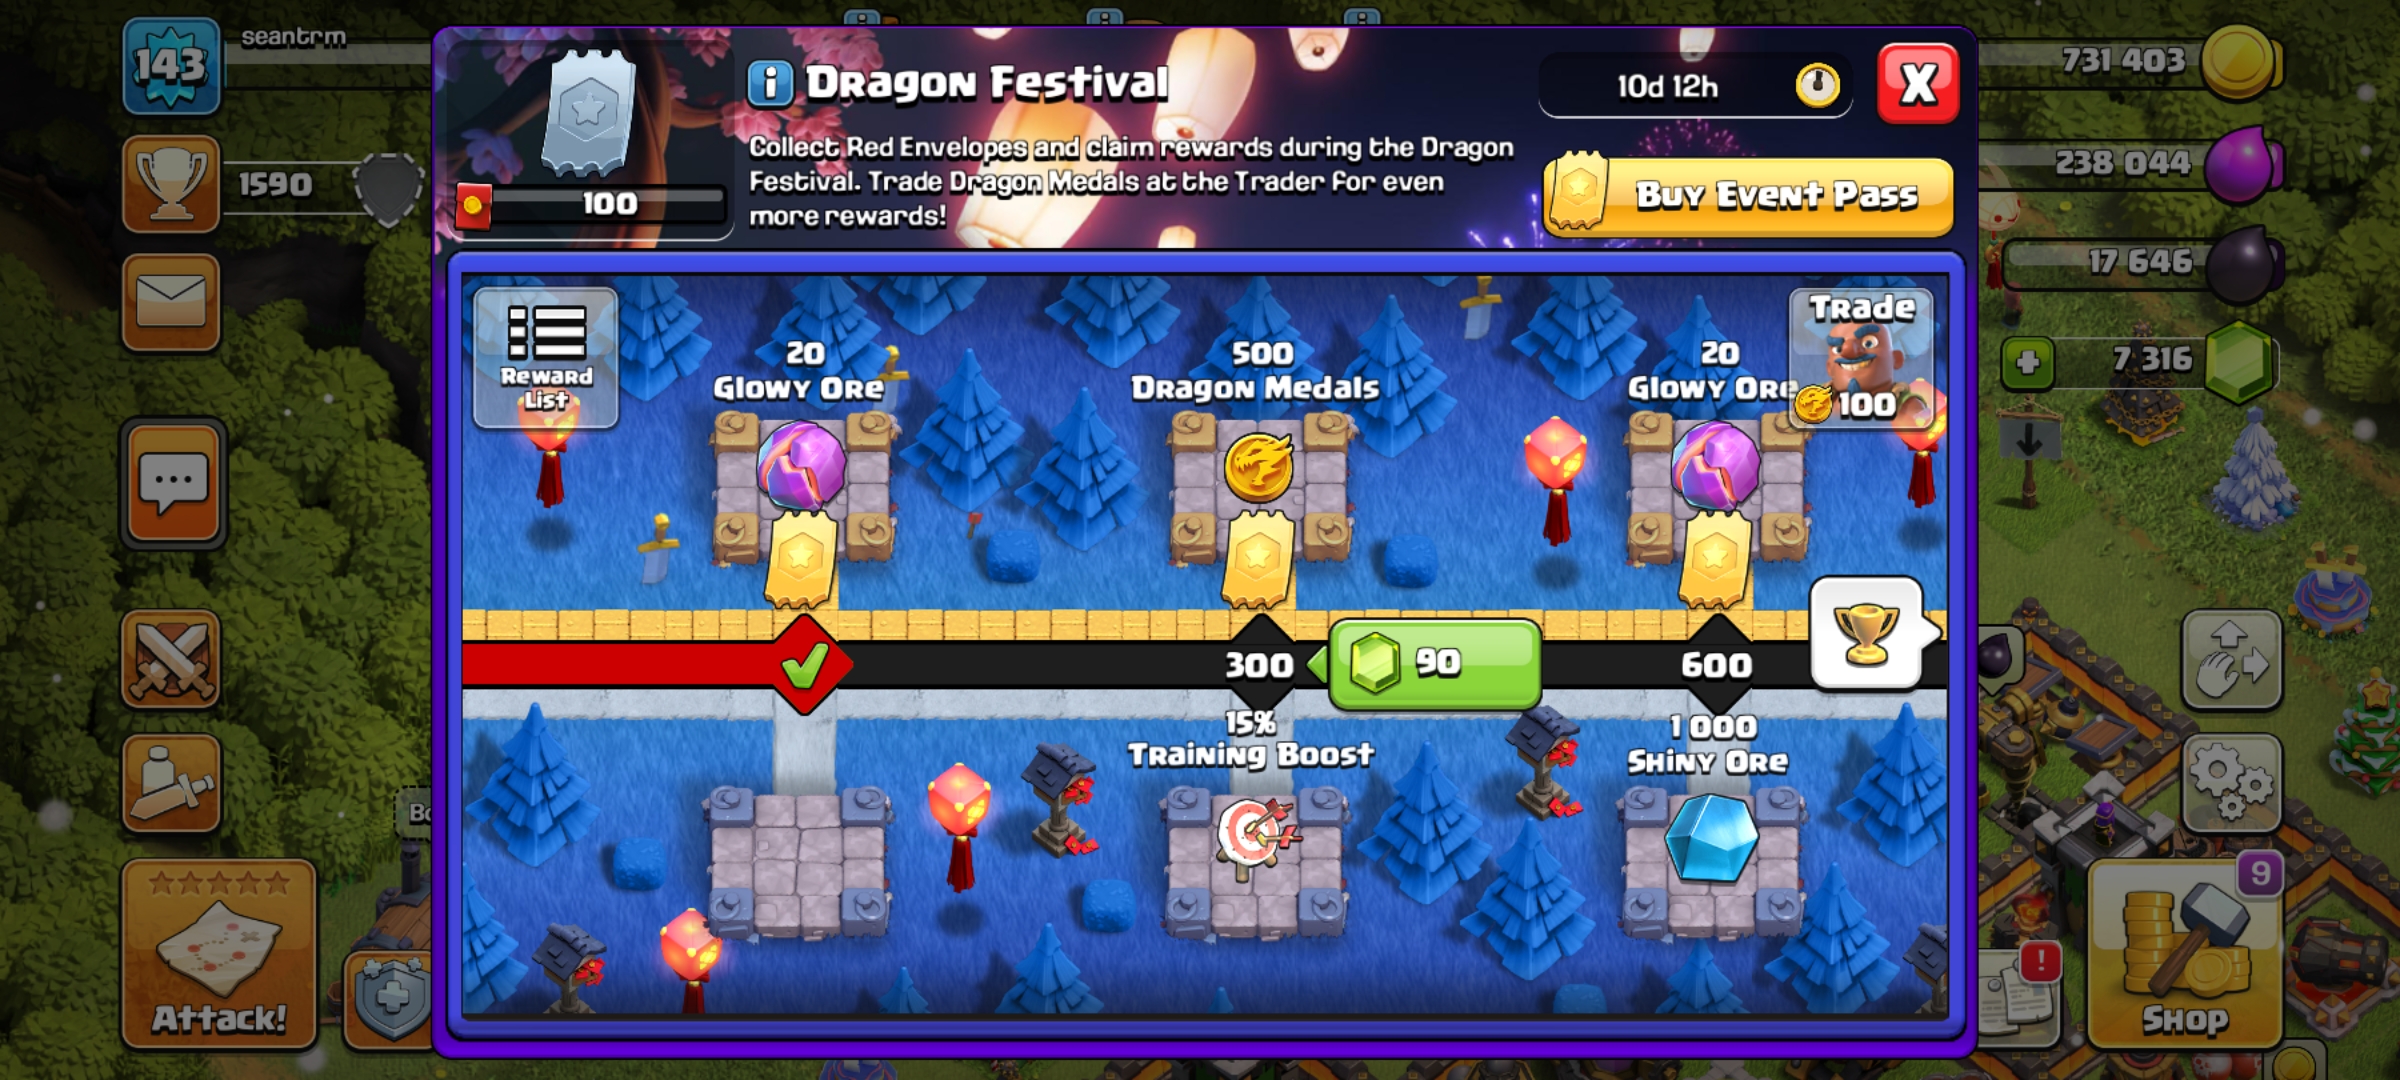 143
seantrm
1590
100
i
Dragon Festival
10d 12h
X
Collect Red Envelopes and claim rewards during the Dragon
Festival. Trade Dragon Medals at the Trader for even
more rewards!
Buy Event Pass
731 403
238 044
17 646
7 316
Reward
List
20
Glowy Ore
500
Dragon Medals
20
Glowy Ore
Trade
100
300
90
600
15%
Training Boost
1 000
Shiny Ore
Attack!
9
!
Shop